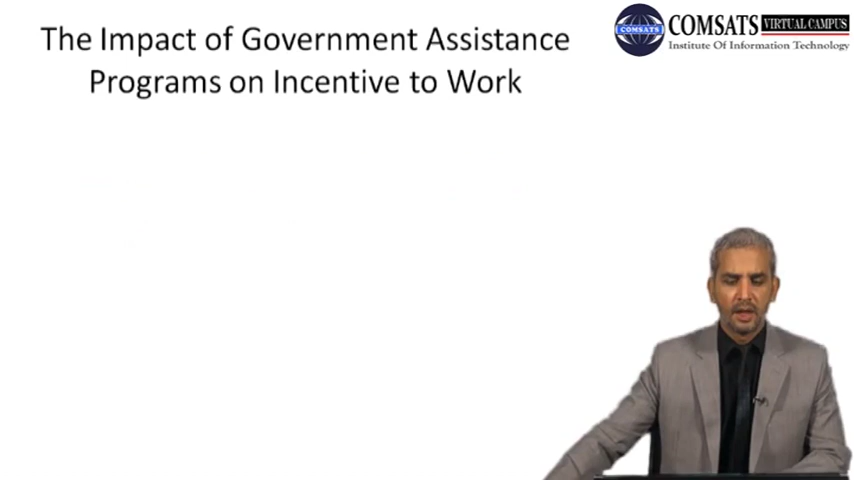 The Impact of Government Assistance
Programs on Incentive to Work
COMSATS VIRTUAL CAMPUS
Institute Of Information Technology
COMSATS